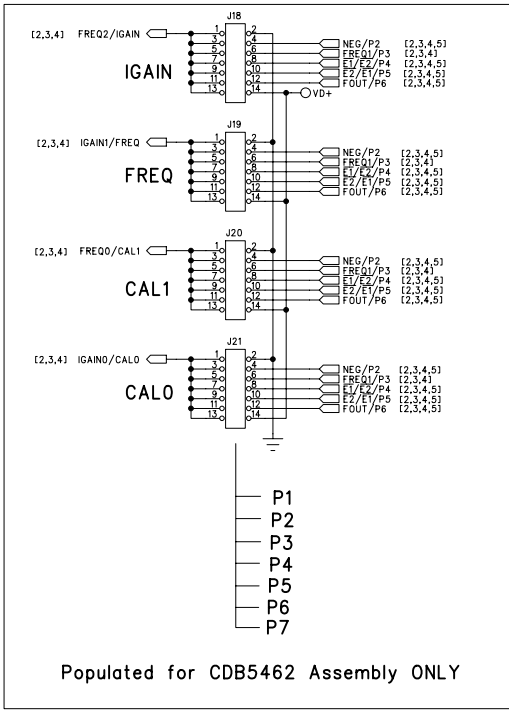 J18
[2,3,4] FREQ2/IGAIN 1 2
3 4 NEG/P2 [2,3,4,5]
5 6 FREQ1/P3 [2,3,4]
IGAIN 7 8 E1/E2/P4 [2,3,4,5]
9 10 E2/E1/P5 [2,3,4,5]
11 12 FOUT/P6 [2,3,4,5]
13 14 VD+
J19
[2,3,4] IGAIN1/FREQ 1 2
3 4 NEG/P2 [2,3,4,5]
5 6 FREQ1/P3 [2,3,4]
FREQ 7 8 E1/E2/P4 [2,3,4,5]
9 10 E2/E1/P5 [2,3,4,5]
11 12 FOUT/P6 [2,3,4,5]
13 14
J20
[2,3,4] FREQ0/CAL1 1 2
3 4 NEG/P2 [2,3,4,5]
5 6 FREQ1/P3 [2,3,4]
CAL1 7 8 E1/E2/P4 [2,3,4,5]
9 10 E2/E1/P5 [2,3,4,5]
11 12 FOUT/P6 [2,3,4,5]
13 14
J21
[2,3,4] IGAIN0/CAL0 1 2
3 4 NEG/P2 [2,3,4,5]
5 6 FREQ1/P3 [2,3,4]
CAL0 7 8 E1/E2/P4 [2,3,4,5]
9 10 E2/E1/P5 [2,3,4,5]
11 12 FOUT/P6 [2,3,4,5]
13 14
P1
P2
P3
P4
P5
P6
P7
Populated for CDB5462 Assembly ONLY